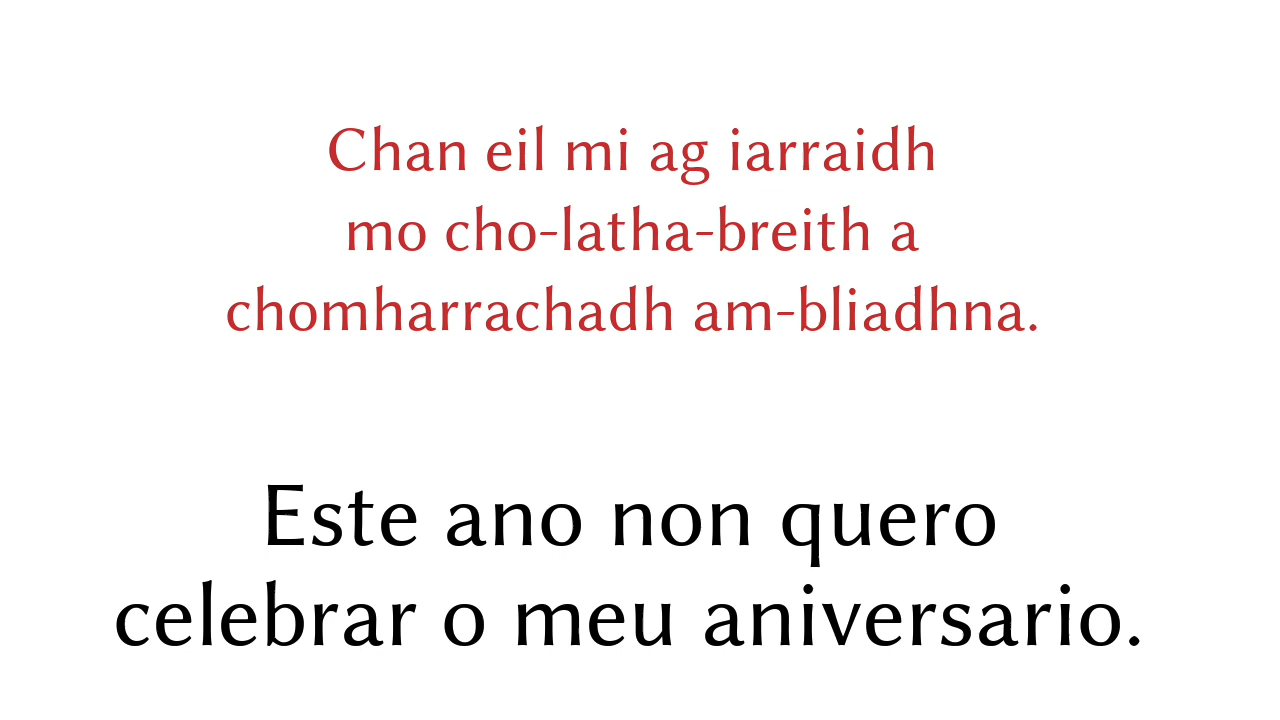 Chan eil mi ag iarraidh
mo cho-latha-breith a
chomharrachadh am-bliadhna.
Este ano non quero
celebrar o meu aniversario.